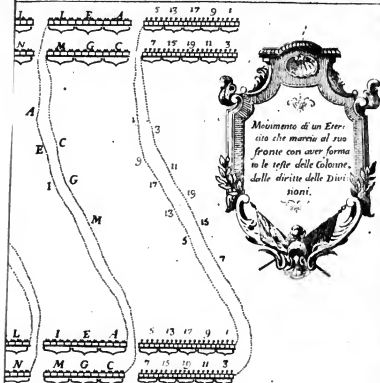 L I E A 5 13 17 9 1
N M G C 7 15 19 11 3
A
C
E
G
I
M
3
9
11
17
19
13
15
5
7
Movimento di un Eser-
cito che marcia al suo
fronte con aver forma
to le teste delle Colonne,
dalle diritte delle Divi
sioni.
L I E A 5 13 17 9 1
N M G C 7 15 19 11 3